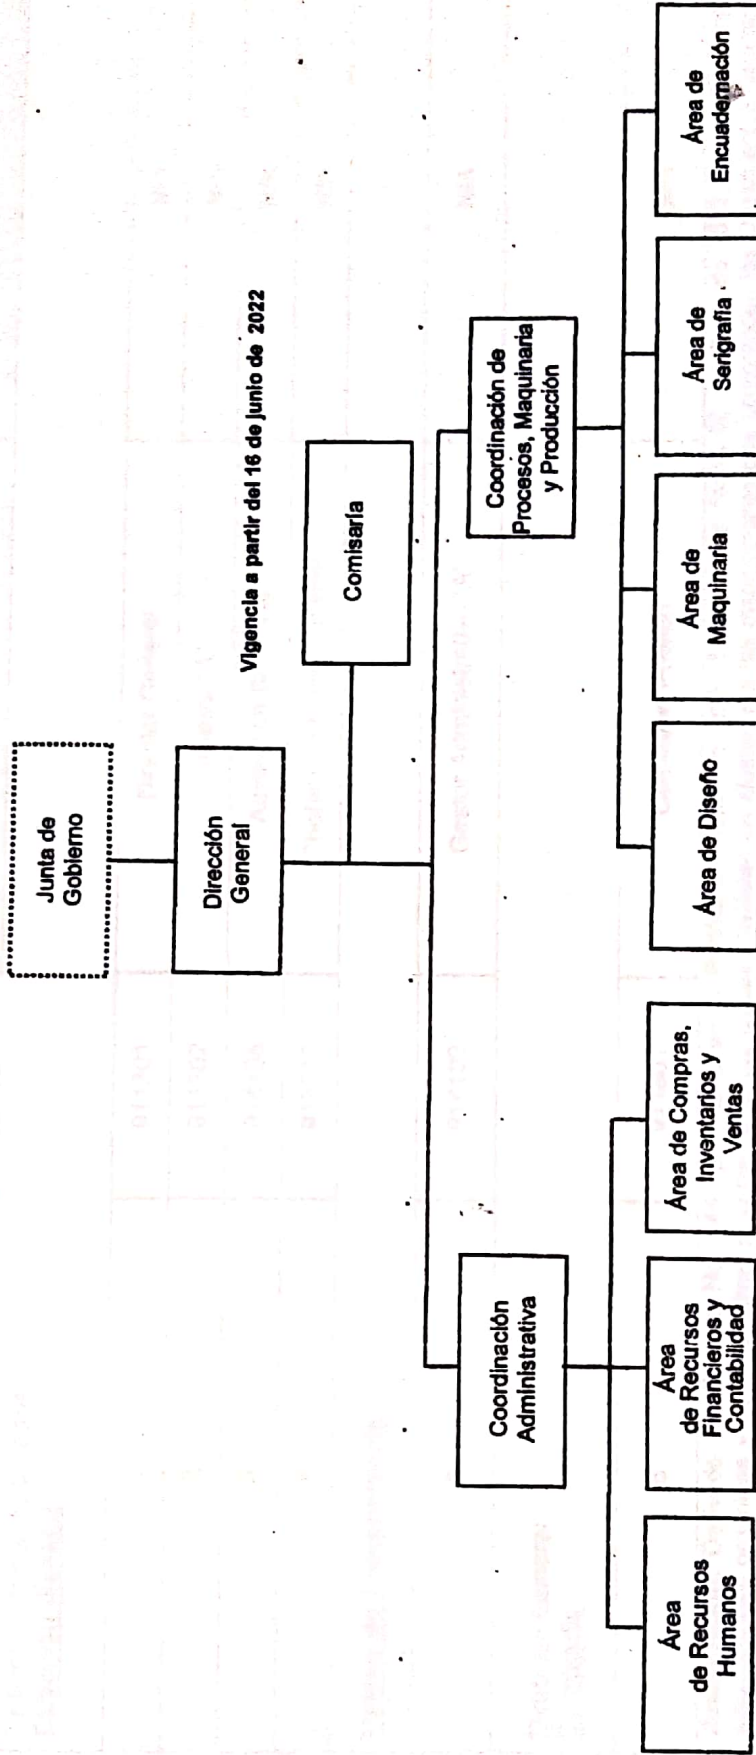 Junta de
Gobierno
Dirección
General
Vigencia a partir del 16 de junio de 2022
Comisaría
Coordinación
Administrativa
Coordinación de
Procesos, Maquinaria
y Producción
Área
de Recursos
Humanos
Área
de Recursos
Financieros y
Contabilidad
Área de Compras,
Inventarios y
Ventas
Área de Diseño
Área de
Maquinaria
Área de
Serigrafía
Área de
Encuadernación